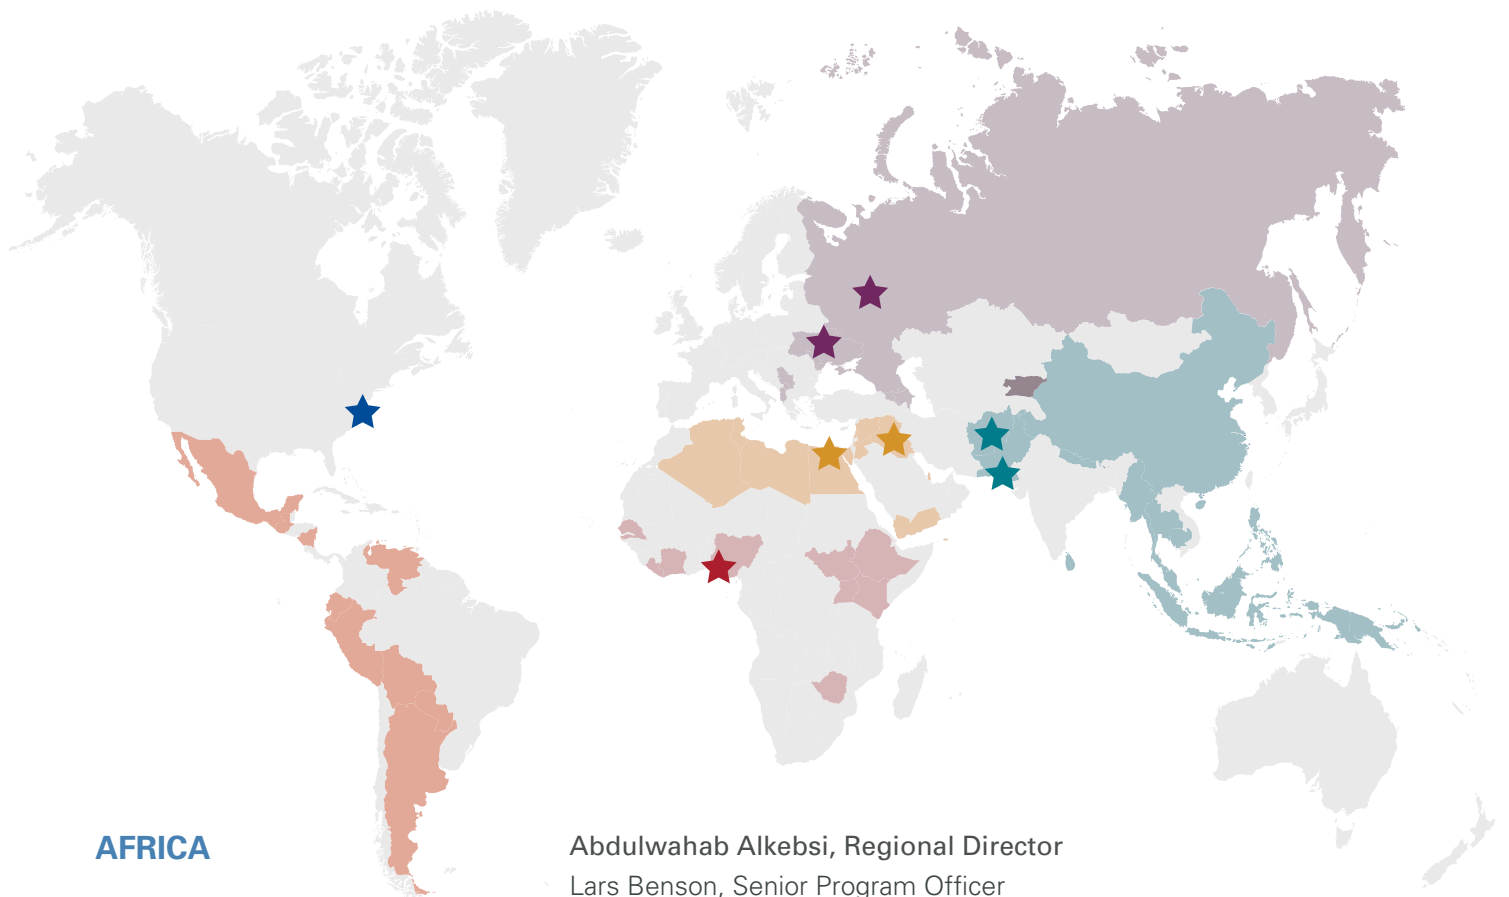 AFRICA
Abdulwahab Alkebsi, Regional Director
Lars Benson, Senior Program Officer